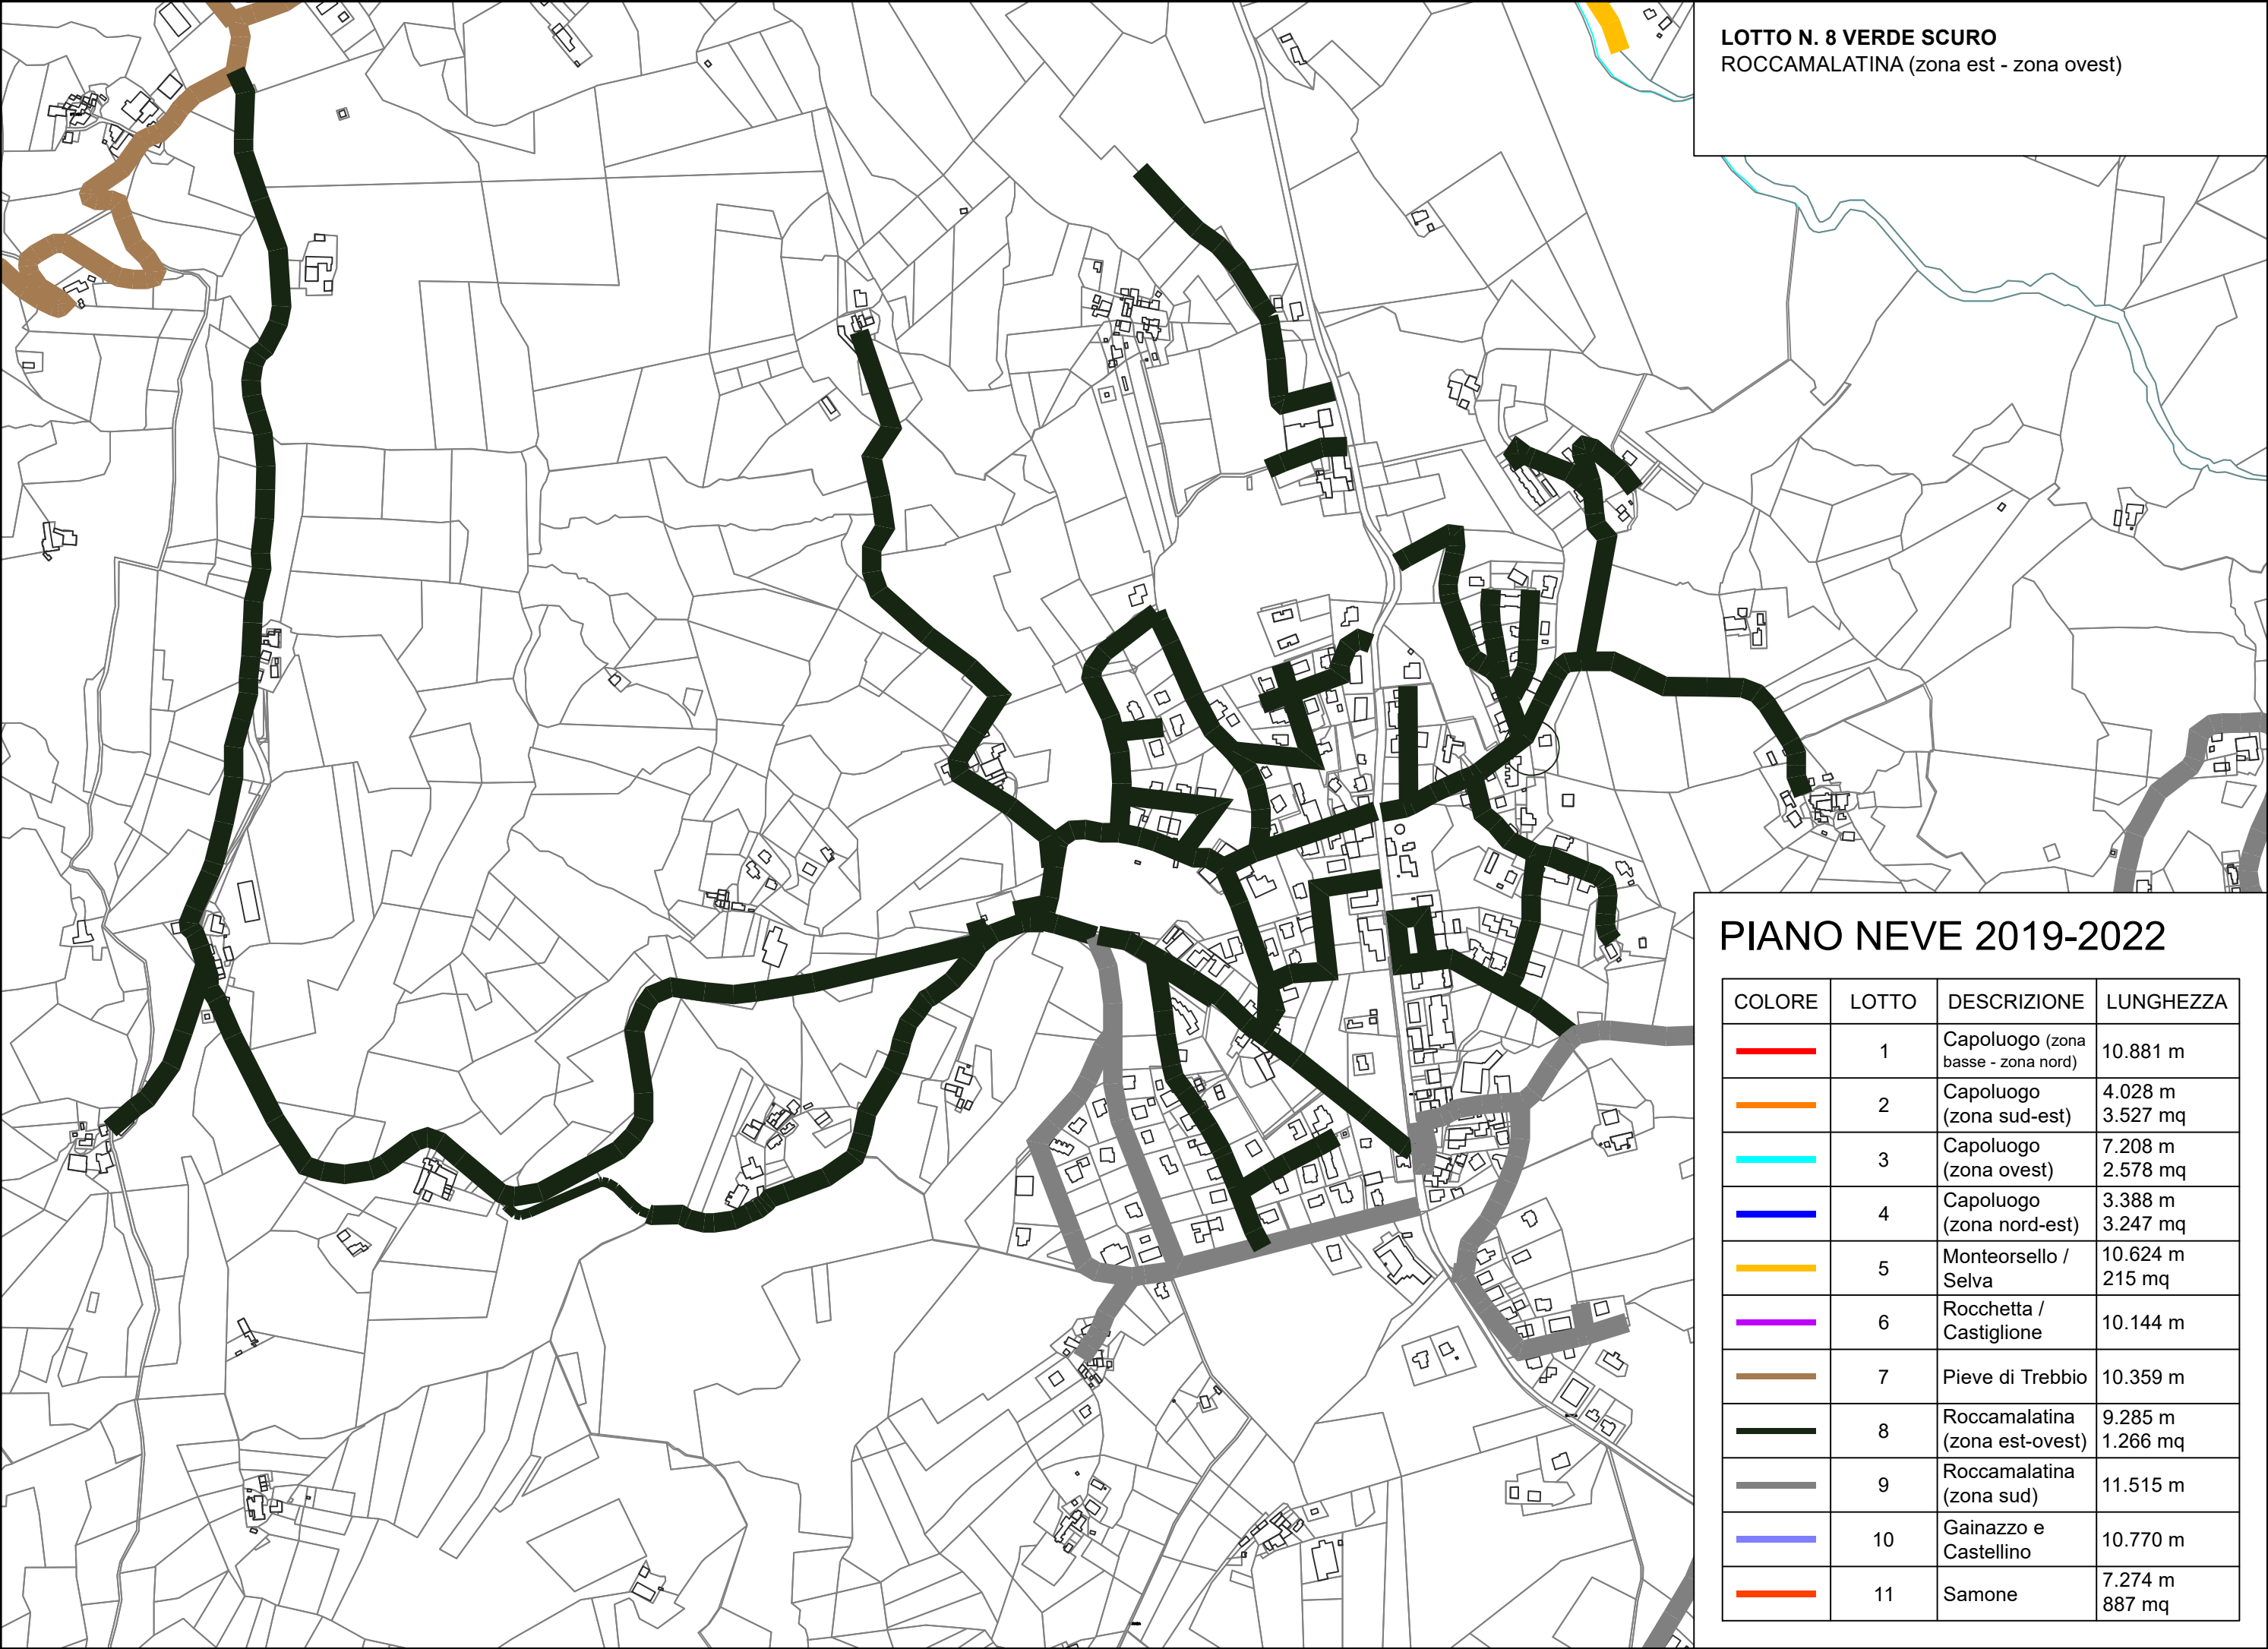 LOTTO N. 8 VERDE SCURO
ROCCAMALATINA (zona est - zona ovest)
PIANO NEVE 2019-2022
COLORE LOTTO DESCRIZIONE LUNGHEZZA
1 Capoluogo (zona basse - zona nord) 10.881 m
2 Capoluogo (zona sud-est) 4.028 m 3.527 mq
3 Capoluogo (zona ovest) 7.208 m 2.578 mq
4 Capoluogo (zona nord-est) 3.388 m 3.247 mq
5 Monteorsello / Selva 10.624 m 215 mq
6 Rocchetta / Castiglione 10.144 m
7 Pieve di Trebbio 10.359 m
8 Roccamalatina (zona est-ovest) 9.285 m 1.266 mq
9 Roccamalatina (zona sud) 11.515 m
10 Gainazzo e Castellino 10.770 m
11 Samone 7.274 m 887 mq